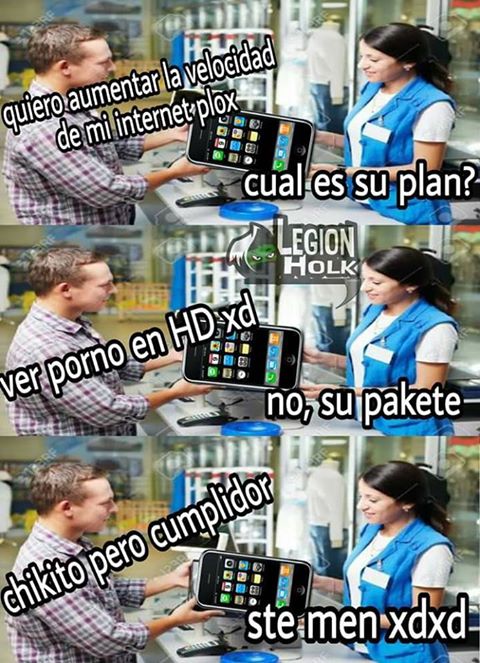 quiero aumentar la velocidad
de mi internet plox
cual es su plan?
LEGION
HOLK
ver porno en HD xd
no, su pakete
chikito pero cumplidor
ste men xdxd